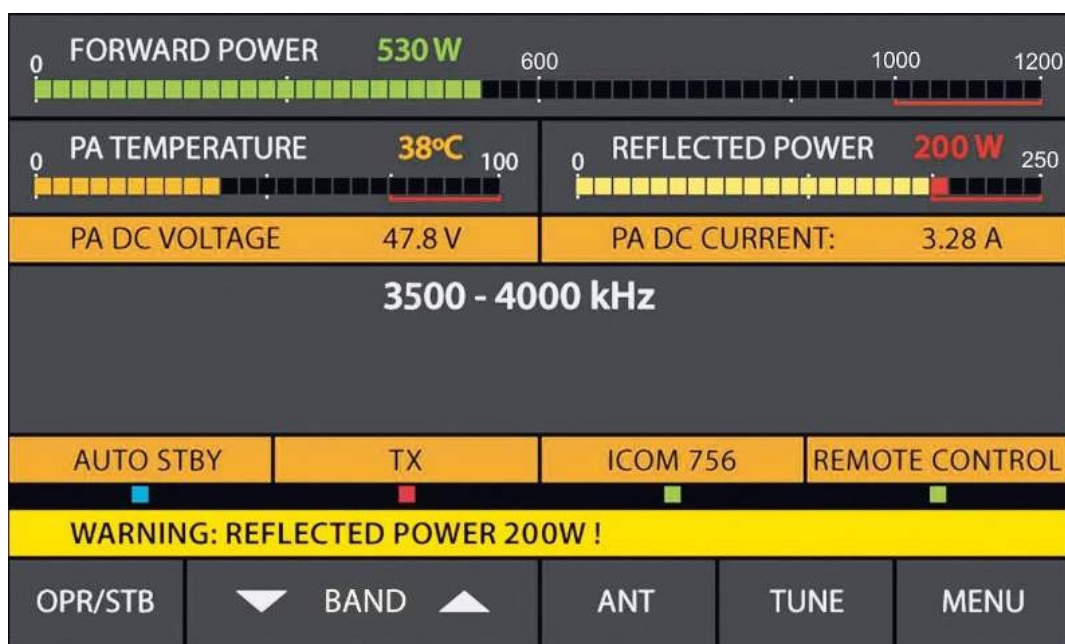 FORWARD POWER 530 W
0 600 1000 1200
PA TEMPERATURE 38ºC
0 100
REFLECTED POWER 200 W
0 250
PA DC VOLTAGE 47.8 V
PA DC CURRENT: 3.28 A
3500 - 4000 kHz
AUTO STBY TX ICOM 756 REMOTE CONTROL
WARNING: REFLECTED POWER 200W !
OPR/STB BAND ANT TUNE MENU